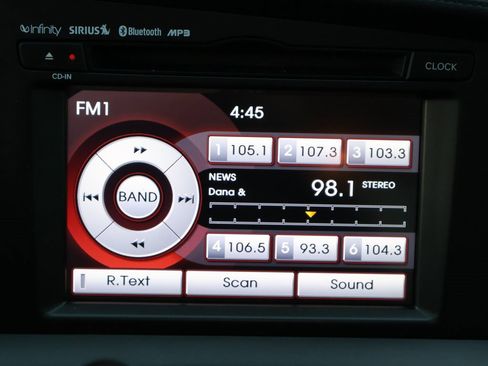 infinity SIRIUS Bluetooth MP3
CD-IN
CLOCK
FM1 4:45
1 105.1 2 107.3 3 103.3
BAND
NEWS
Dana & 98.1 STEREO
4 106.5 5 93.3 6 104.3
R.Text Scan Sound